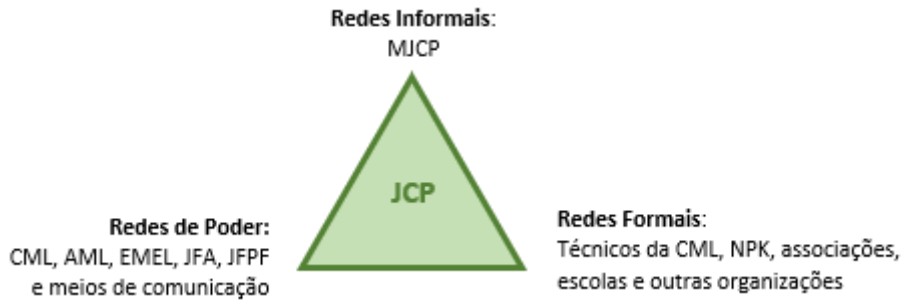 Redes Informais:
MJCP
JCP
Redes de Poder:
CML, AML, EMEL, JFA, JFPF
e meios de comunicação
Redes Formais:
Técnicos da CML, NPK, associações,
escolas e outras organizações